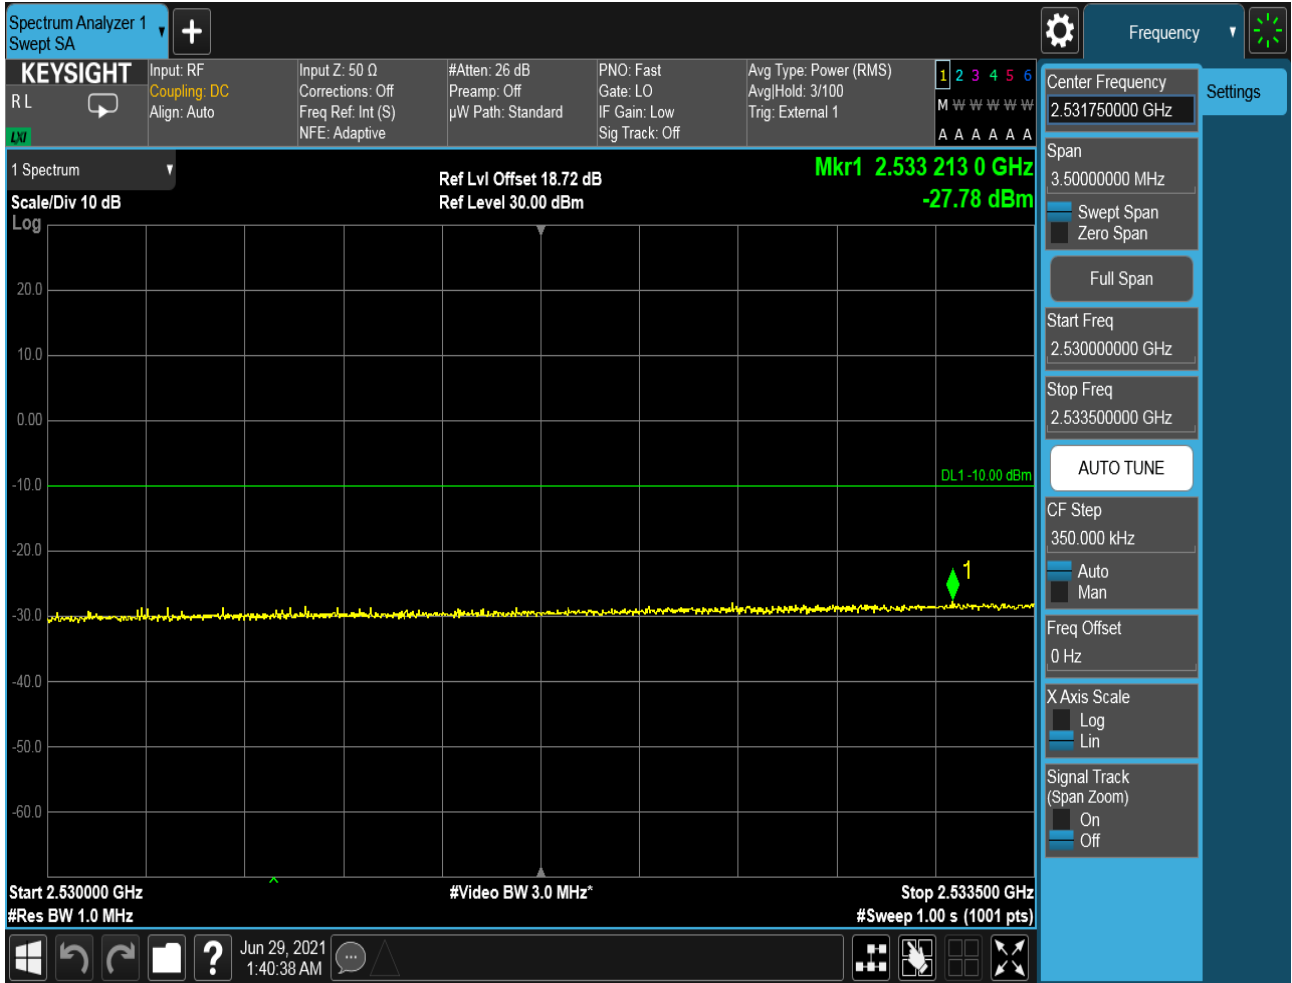 Spectrum Analyzer 1
Swept SA
Frequency
KEYSIGHT
R L
LXI
Input: RF
Coupling: DC
Align: Auto
Input Z: 50 Ω
Corrections: Off
Freq Ref: Int (S)
NFE: Adaptive
#Atten: 26 dB
Preamp: Off
µW Path: Standard
PNO: Fast
Gate: LO
IF Gain: Low
Sig Track: Off
Avg Type: Power (RMS)
Avg|Hold: 3/100
Trig: External 1
1 2 3 4 5 6
M W W W W W
A A A A A A
1 Spectrum
Scale/Div 10 dB
Log
Ref Lvl Offset 18.72 dB
Ref Level 30.00 dBm
Mkr1 2.533 213 0 GHz
-27.78 dBm
20.0
10.0
0.00
-10.0
-20.0
-30.0
-40.0
-50.0
-60.0
DL1 -10.00 dBm
1
Start 2.530000 GHz
#Res BW 1.0 MHz
#Video BW 3.0 MHz*
Stop 2.533500 GHz
#Sweep 1.00 s (1001 pts)
Jun 29, 2021
1:40:38 AM
Center Frequency
2.531750000 GHz
Settings
Span
3.50000000 MHz
Swept Span
Zero Span
Full Span
Start Freq
2.530000000 GHz
Stop Freq
2.533500000 GHz
AUTO TUNE
CF Step
350.000 kHz
Auto
Man
Freq Offset
0 Hz
X Axis Scale
Log
Lin
Signal Track
(Span Zoom)
On
Off